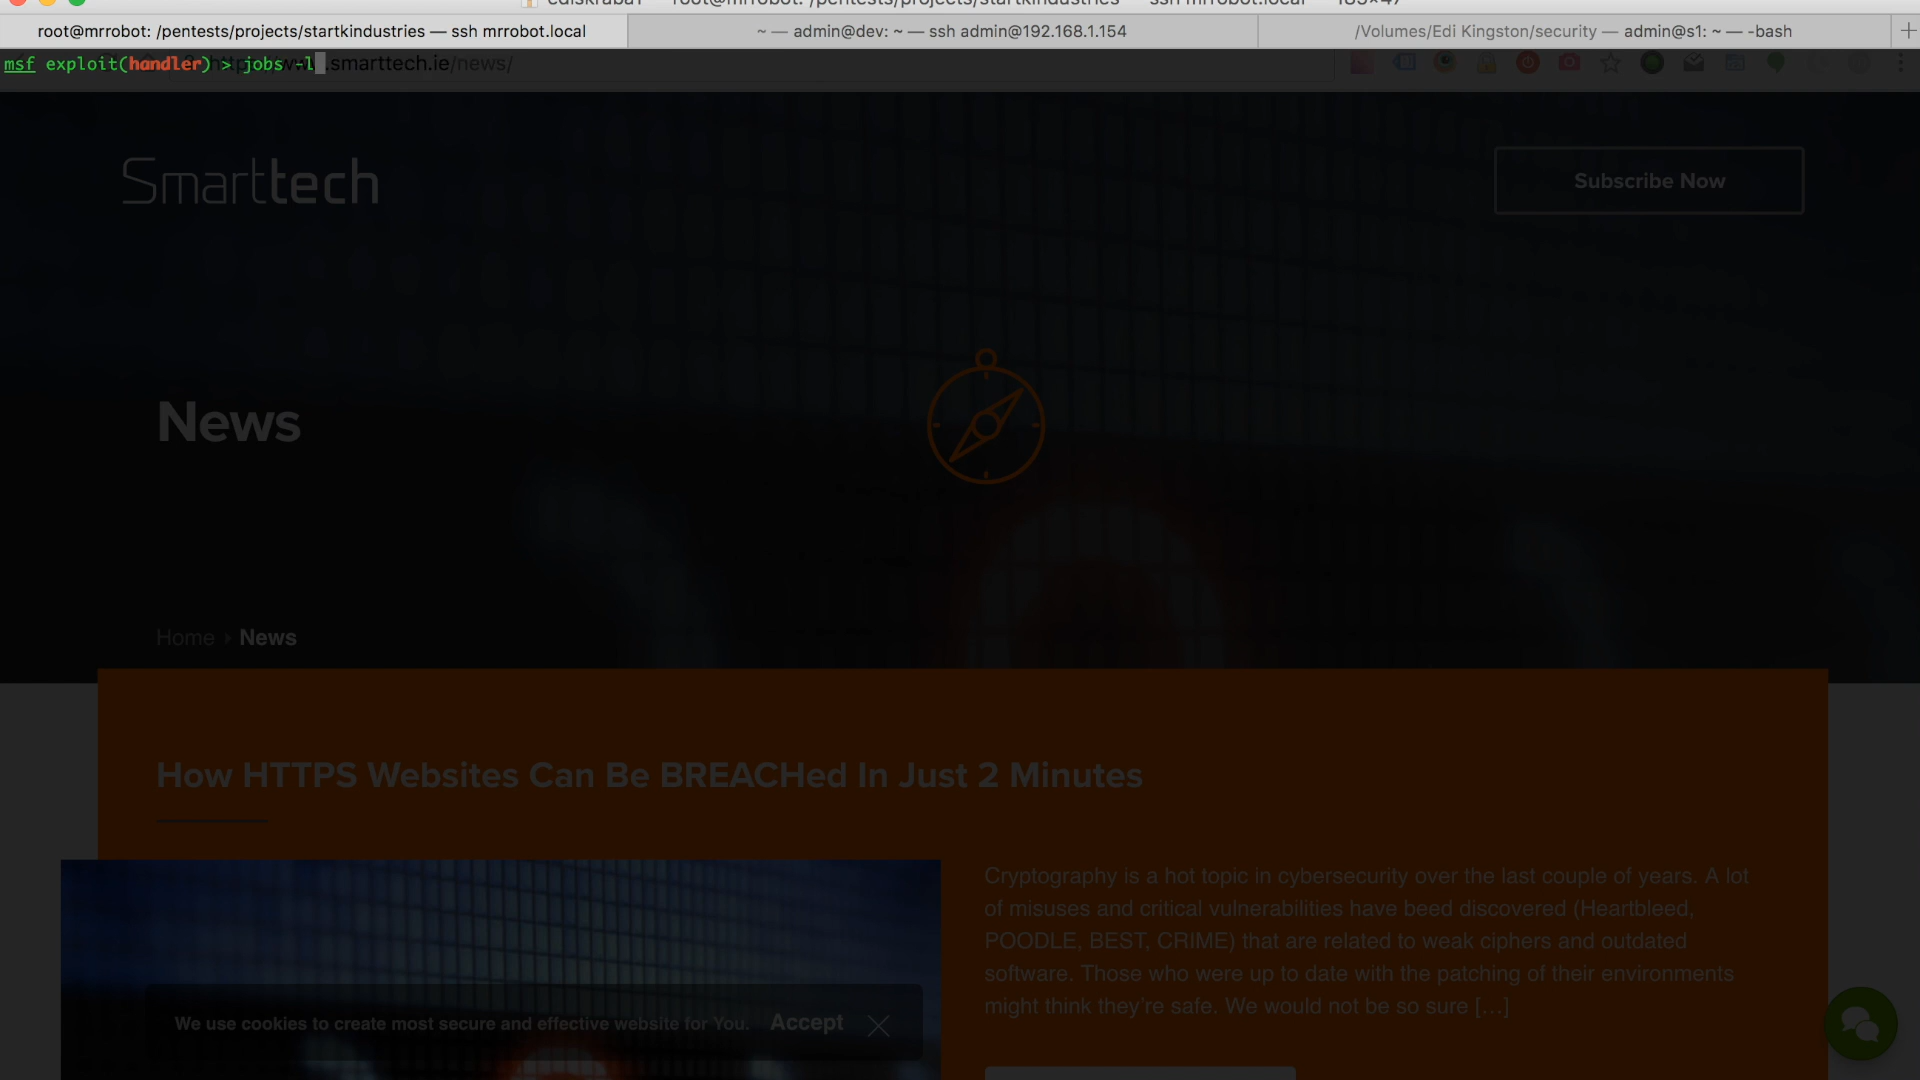 root@mrrobot: /pentests/projects/startkindustries — ssh mrrobot.local
~ — admin@dev: ~ — ssh admin@192.168.1.154
/Volumes/Edi Kingston/security — admin@s1: ~ — -bash
msf exploit(handler) > jobs -l
.smarttech.ie/news/
Smarttech
Subscribe Now
News
Home › News
How HTTPS Websites Can Be BREACHed In Just 2 Minutes
Cryptography is a hot topic in cybersecurity over the last couple of years. A lot
of misuses and critical vulnerabilities have beed discovered (Heartbleed,
POODLE, BEST, CRIME) that are related to weak ciphers and outdated
software. Those who were up to date with the patching of their environments
might think they're safe. We would not be so sure [...]
We use cookies to create most secure and effective website for You. Accept